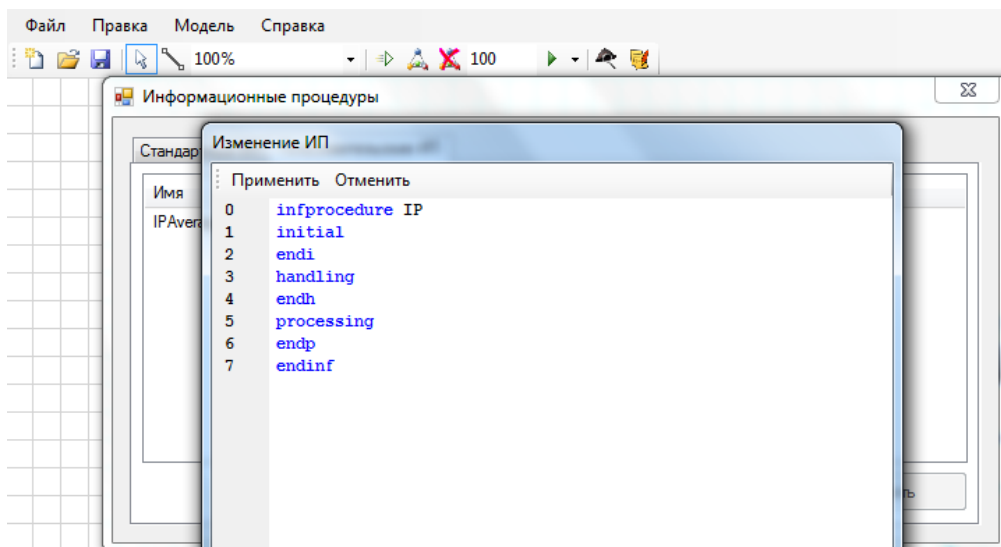 Файл Правка Модель Справка
100% 100
Информационные процедуры
Стандар
Изменение ИП
Имя
IPAvera
Применить Отменить
0 infprocedure IP
1 initial
2 endi
3 handling
4 endh
5 processing
6 endp
7 endinf